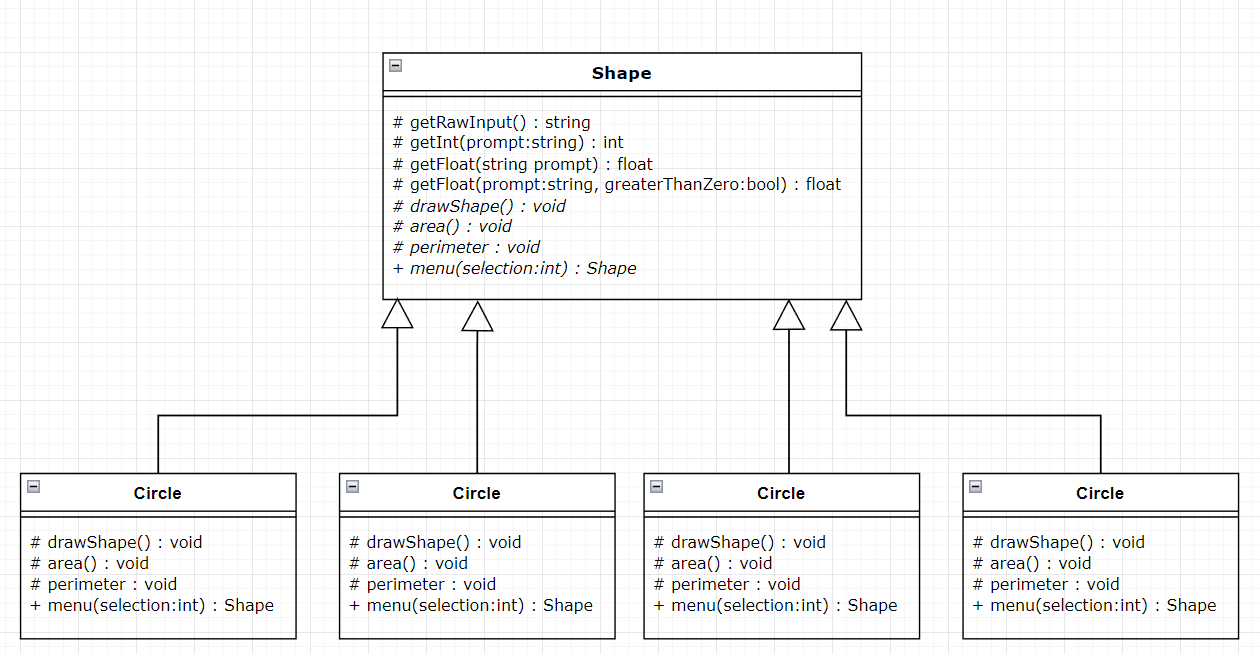 Shape
# getRawInput() : string
# getInt(prompt:string) : int
# getFloat(string prompt) : float
# getFloat(prompt:string, greaterThanZero:bool) : float
# drawShape() : void
# area() : void
# perimeter : void
+ menu(selection:int) : Shape
Circle
# drawShape() : void
# area() : void
# perimeter : void
+ menu(selection:int) : Shape
Circle
# drawShape() : void
# area() : void
# perimeter : void
+ menu(selection:int) : Shape
Circle
# drawShape() : void
# area() : void
# perimeter : void
+ menu(selection:int) : Shape
Circle
# drawShape() : void
# area() : void
# perimeter : void
+ menu(selection:int) : Shape